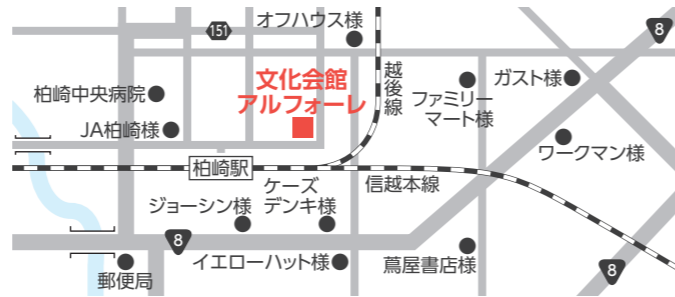 オフハウス様
151
8
文化会館
アルフォーレ
越後線
ファミリー
マート様
ガスト様
柏崎中央病院
JA柏崎様
ワークマン様
柏崎駅
ケーズ
デンキ様
信越本線
ジョーシン様
8
イエローハット様
蔦屋書店様
8
郵便局